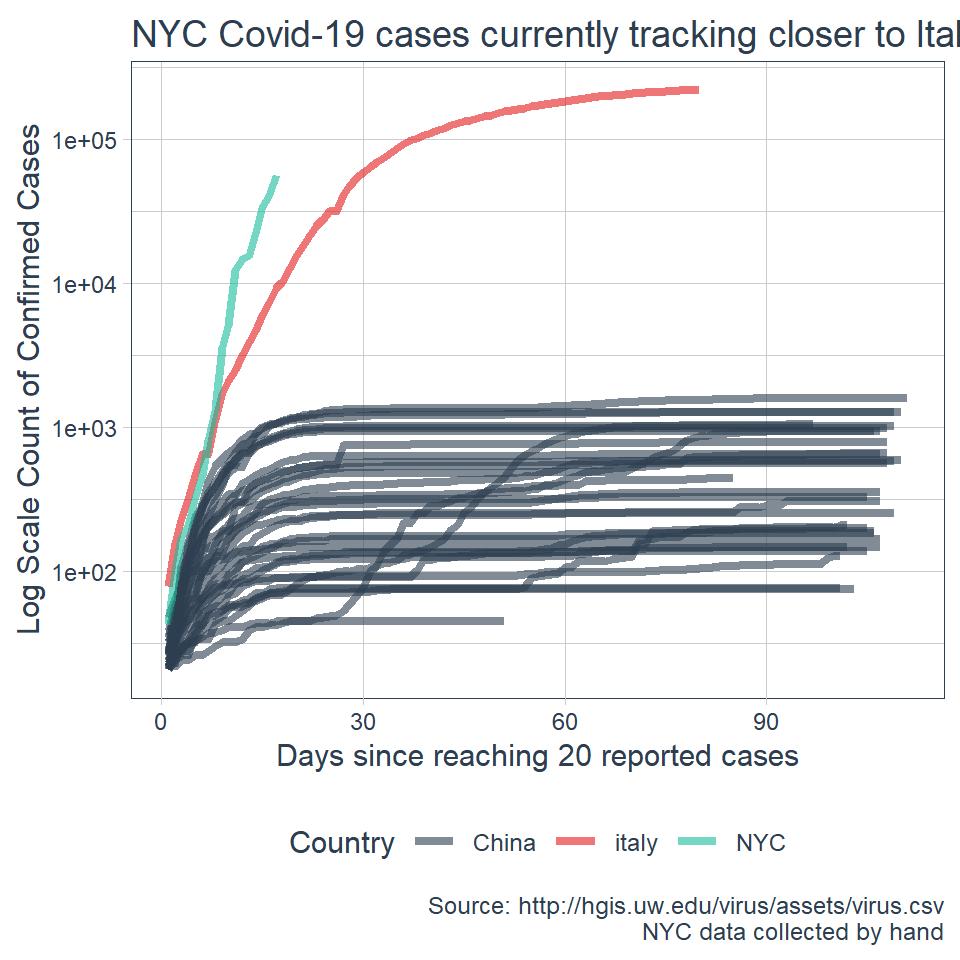 NYC Covid-19 cases currently tracking closer to Ital
Log Scale Count of Confirmed Cases
1e+05
1e+04
1e+03
1e+02
0 30 60 90
Days since reaching 20 reported cases
Country China italy NYC
Source: http://hgis.uw.edu/virus/assets/virus.csv
NYC data collected by hand